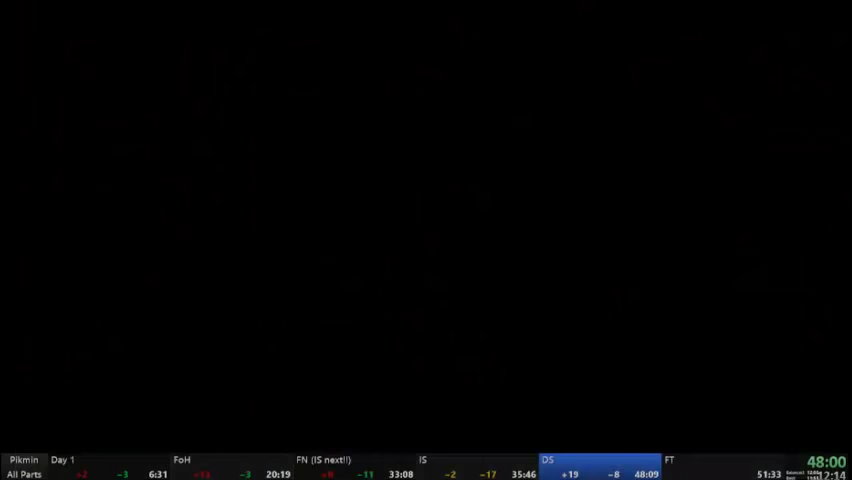 Pikmin Day 1 FoH FN (IS next!!) IS DS FT 48:00
All Parts -3 6:31 -3 20:19 -11 33:08 -2 -17 35:46 +19 -8 48:09 51:33 12:14